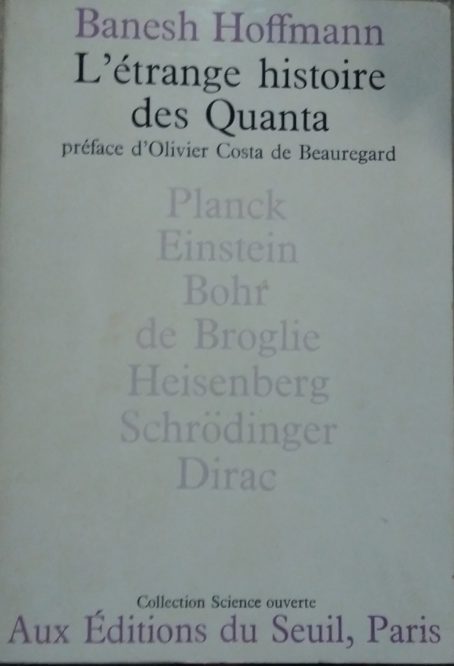 Banesh Hoffmann
L'étrange histoire
des Quanta
préface d'Olivier Costa de Beauregard
Planck
Einstein
Bohr
de Broglie
Heisenberg
Schrödinger
Dirac
Collection Science ouverte
Aux Éditions du Seuil, Paris